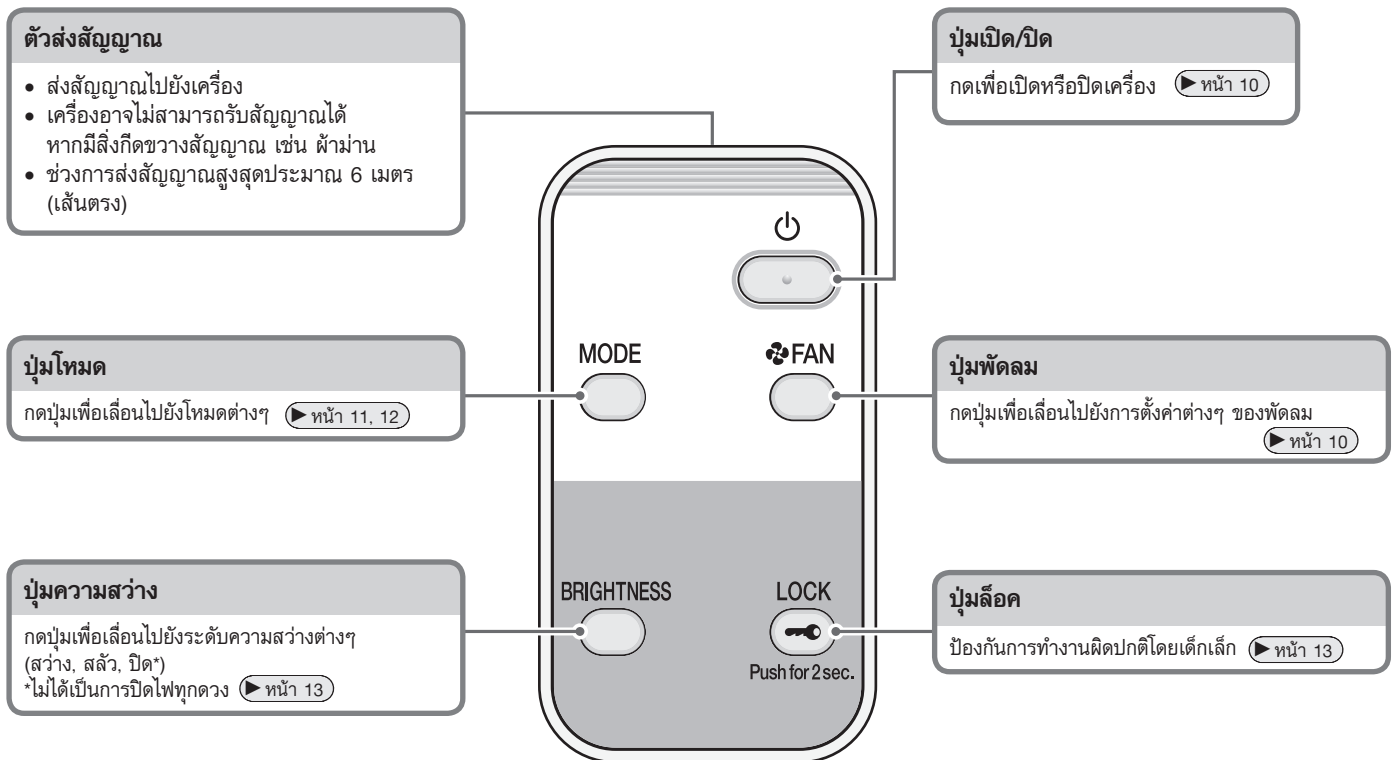 ตัวส่งสัญญาณ
• ส่งสัญญาณไปยังเครื่อง
• เครื่องอาจไม่สามารถรับสัญญาณได้
หากมีสิ่งกีดขวางสัญญาณ เช่น ผ้าม่าน
• ช่วงการส่งสัญญาณสูงสุดประมาณ 6 เมตร
(เส้นตรง)
ปุ่มเปิด/ปิด
กดเพื่อเปิดหรือปิดเครื่อง ▶ หน้า 10
ปุ่มโหมด
กดปุ่มเพื่อเลื่อนไปยังโหมดต่างๆ ▶ หน้า 11, 12
MODE
FAN
ปุ่มพัดลม
กดปุ่มเพื่อเลื่อนไปยังการตั้งค่าต่างๆ ของพัดลม
▶ หน้า 10
ปุ่มความสว่าง
กดปุ่มเพื่อเลื่อนไปยังระดับความสว่างต่างๆ
(สว่าง, สลัว, ปิด*)
*ไม่ได้เป็นการปิดไฟทุกดวง ▶ หน้า 13
BRIGHTNESS
LOCK
Push for 2 sec.
ปุ่มล็อค
ป้องกันการทำงานผิดปกติโดยเด็กเล็ก ▶ หน้า 13